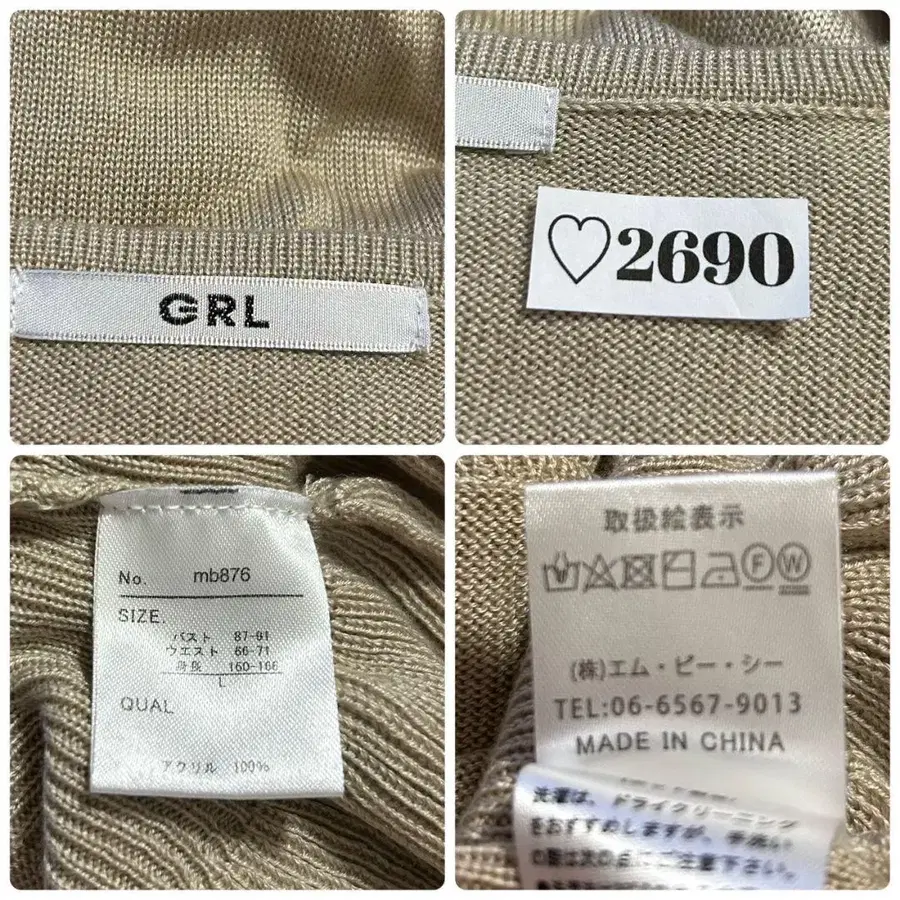 GRL
♡2690
No. mb876
SIZE.
バスト 87-91
ウエスト 66-71
身長 160-166
L
QUAL
アクリル 100%
取扱絵表示
F W
(株)エム・ビー・シー
TEL:06-6567-9013
MADE IN CHINA
洗濯は、ドライクリーニング
をおすすめしますが、手洗い
の際は次の点にご注意下さい。